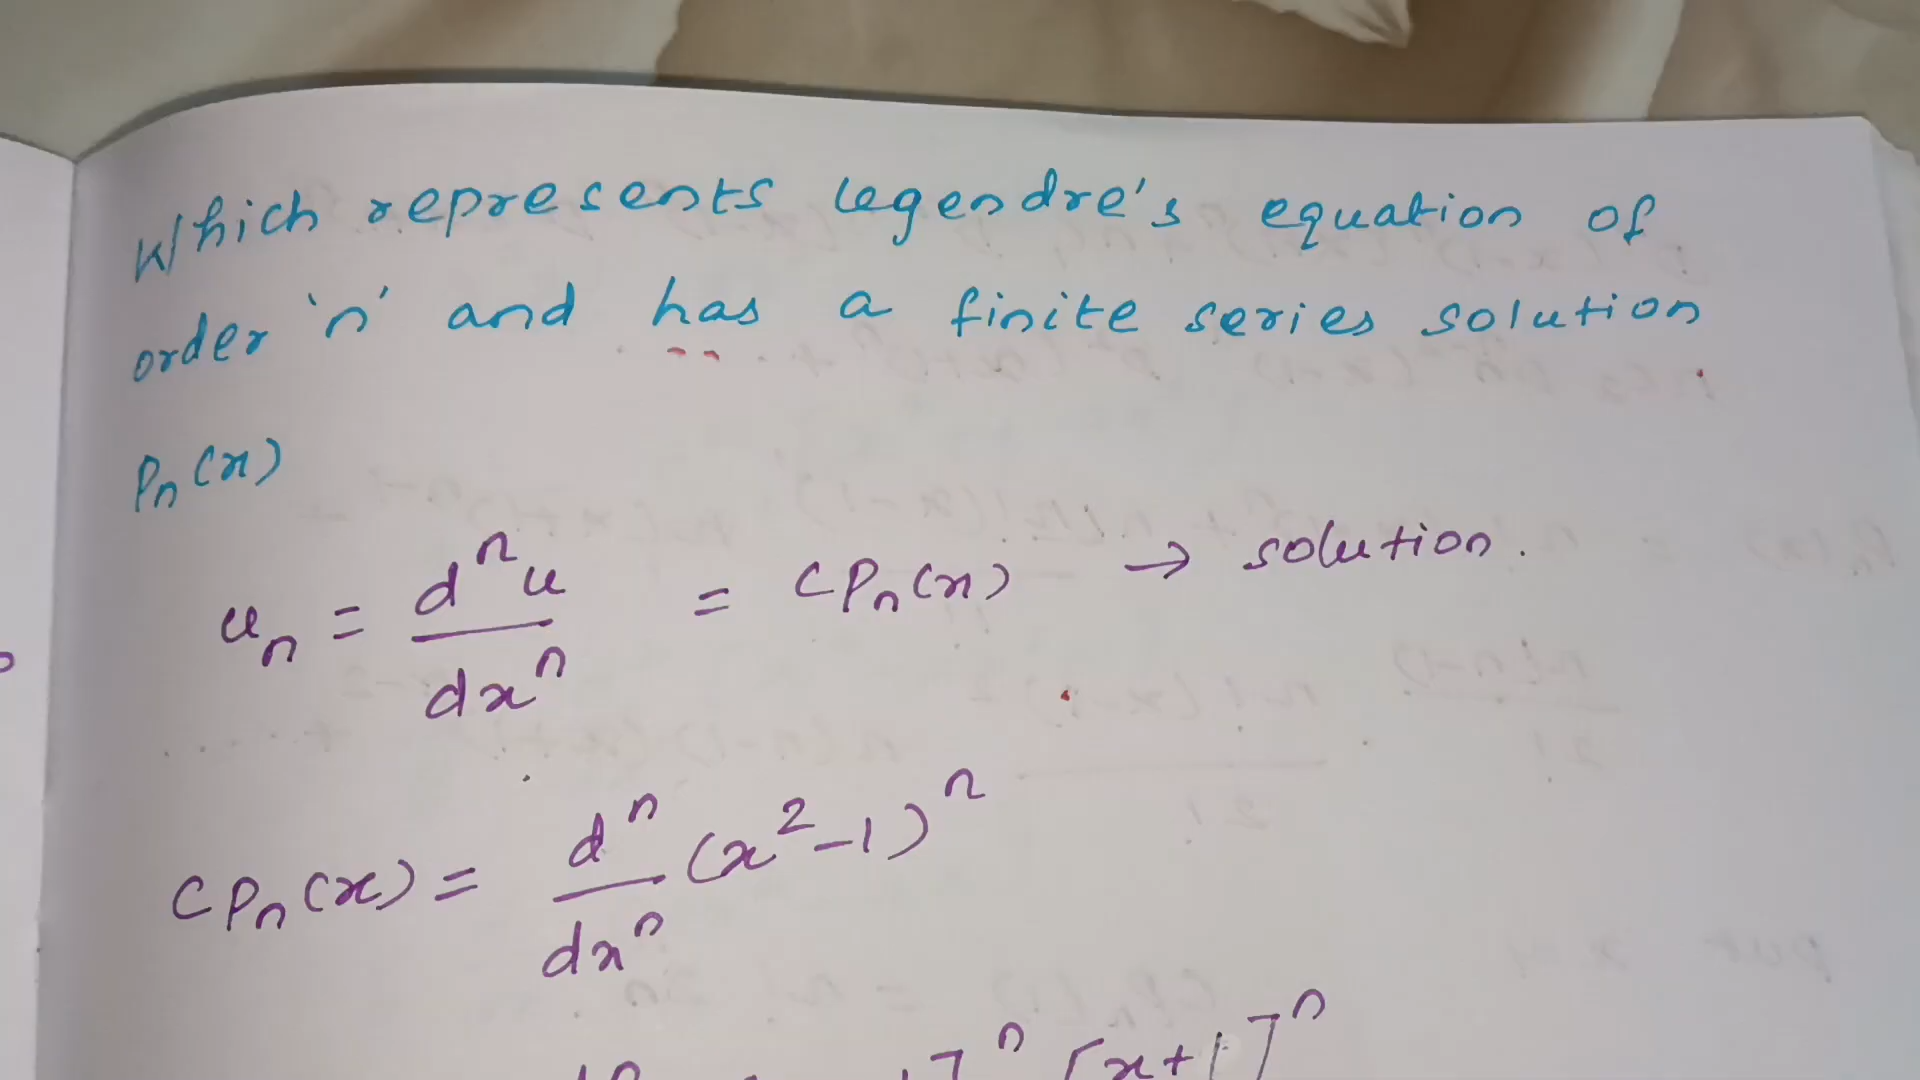 Which represents legendre's equation of
order 'n' and has a finite series solution
Pn(x)
un = d^n u / dx^n = CPn(x) → solution.
CPn(x) = d^n / dx^n (x^2-1)^n
]^n [x+1]^n